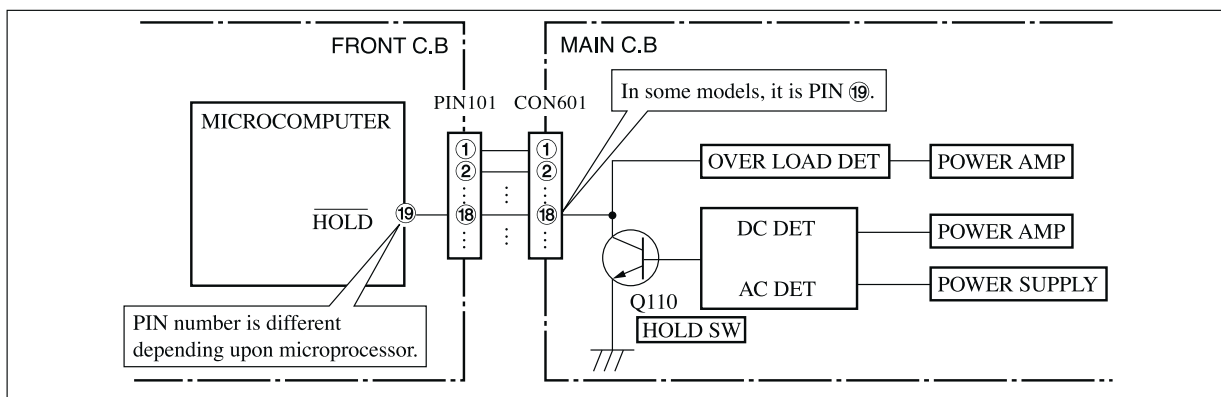 FRONT C.B
MAIN C.B
In some models, it is PIN ⑲.
PIN101
CON601
MICROCOMPUTER
① ①
② ②
OVER LOAD DET
POWER AMP
H̅O̅L̅D̅
⑲
⑱ ⑱
DC DET
POWER AMP
AC DET
POWER SUPPLY
Q110
HOLD SW
PIN number is different
depending upon microprocessor.